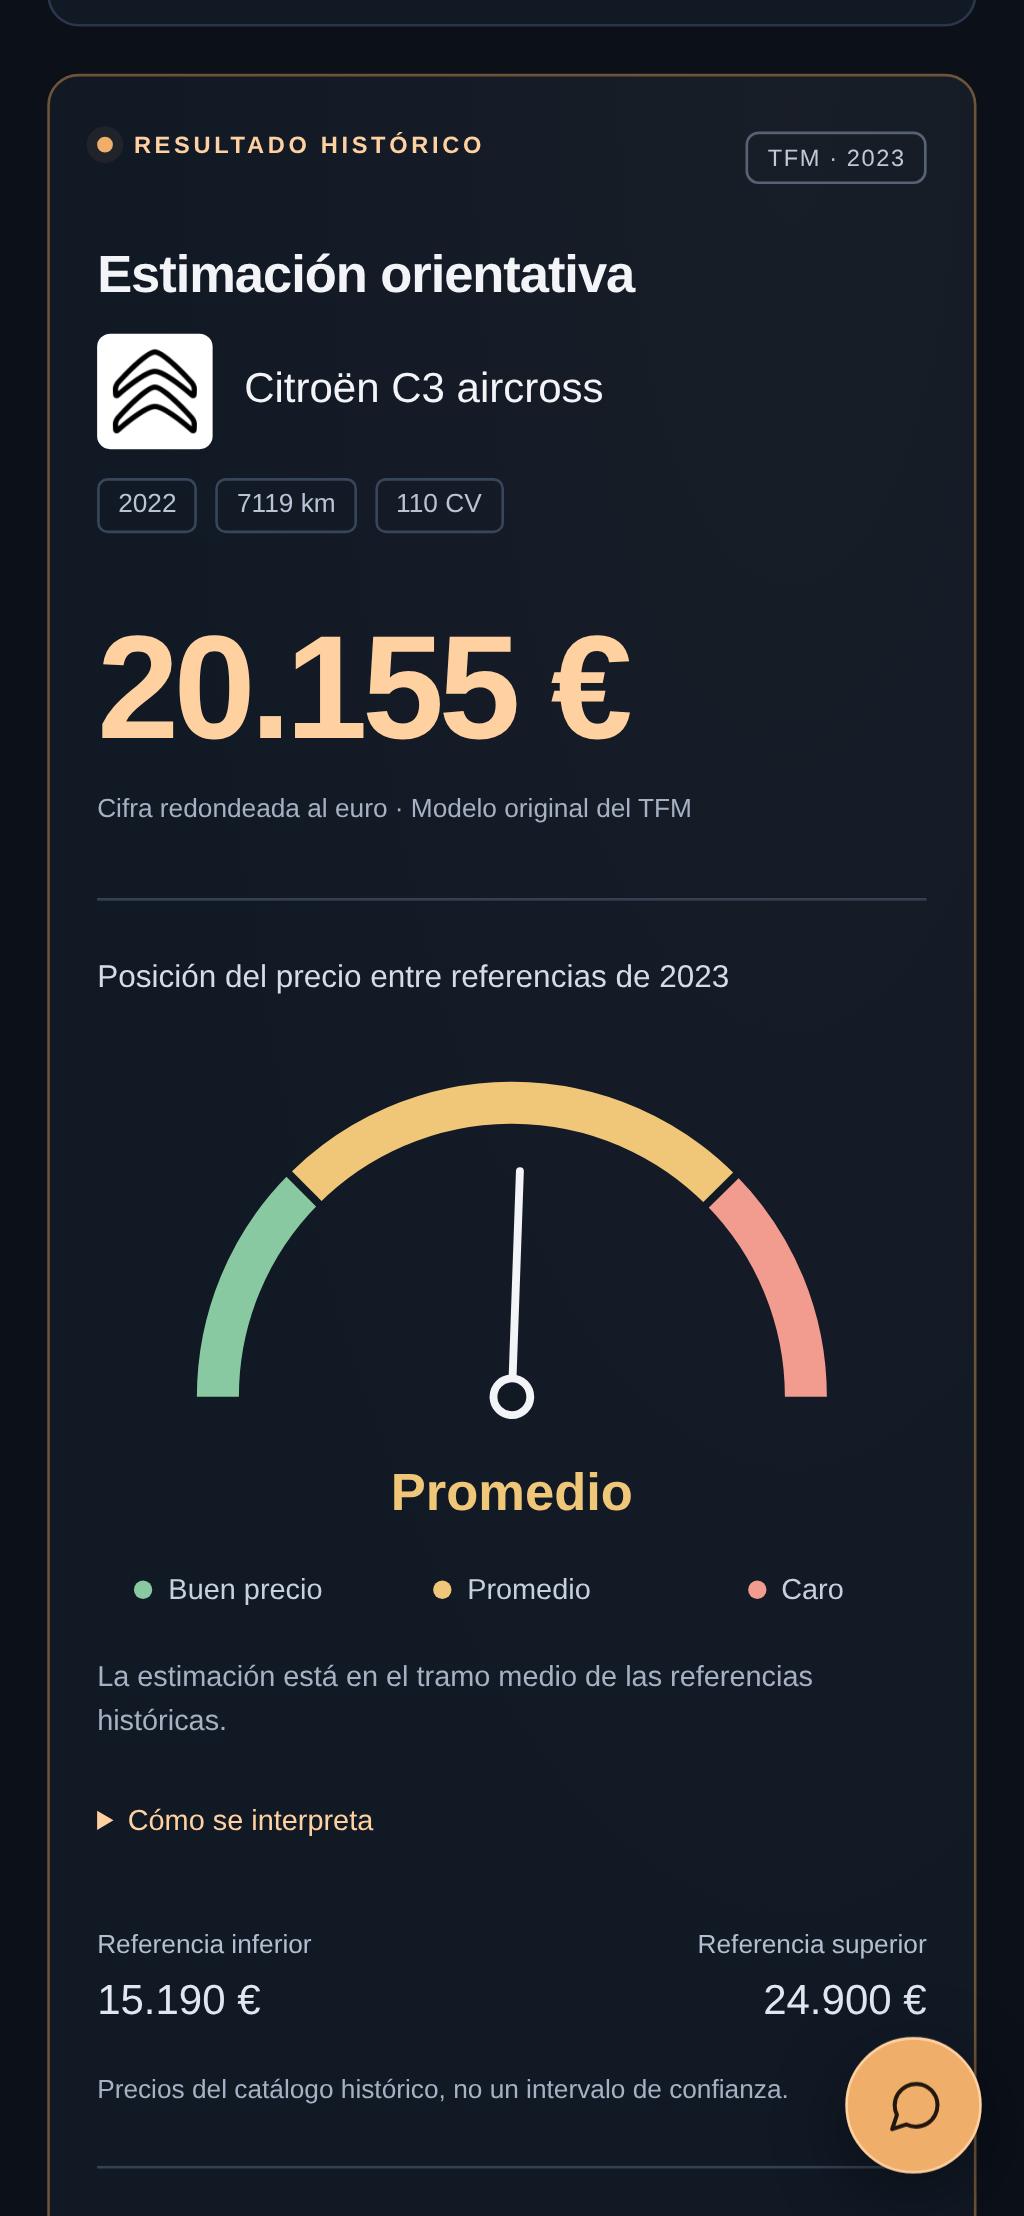 RESULTADO HISTÓRICO
TFM · 2023
Estimación orientativa
Citroën C3 aircross
2022
7119 km
110 CV
20.155 €
Cifra redondeada al euro · Modelo original del TFM
Posición del precio entre referencias de 2023
Promedio
Buen precio
Promedio
Caro
La estimación está en el tramo medio de las referencias
históricas.
Cómo se interpreta
Referencia inferior
Referencia superior
15.190 €
24.900 €
Precios del catálogo histórico, no un intervalo de confianza.